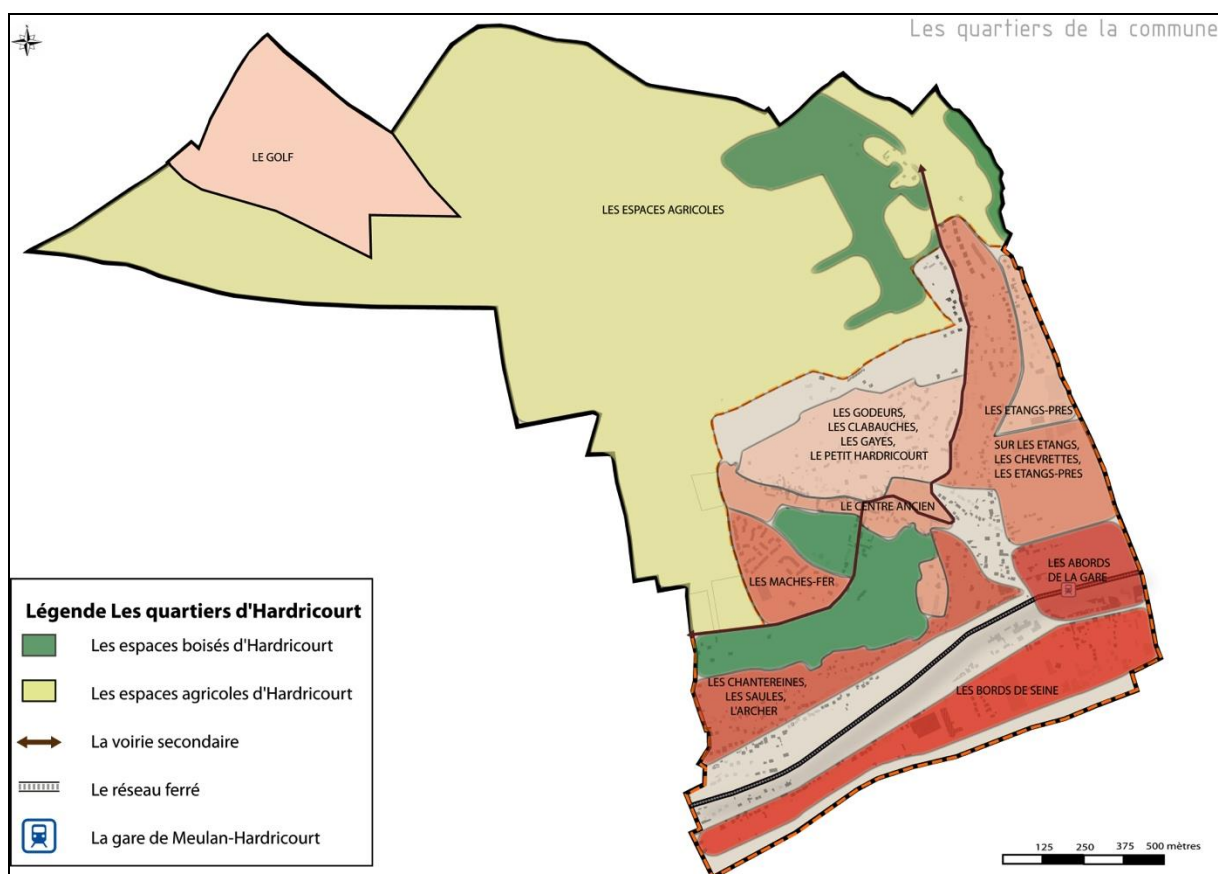 Les quartiers de la commune
LE GOLF
LES ESPACES AGRICOLES
LES GODEURS,
LES CLABAUCHES,
LES GAYES,
LE PETIT HARDRICOURT
LES ETANGS-PRES
SUR LES ETANGS,
LES CHEVRETTES,
LES ETANGS-PRES
LE CENTRE ANCIEN
LES MACHES-FER
LES ABORDS
DE LA GARE
LES CHANTEREINES,
LES SAULES,
L'ARCHER
LES BORDS DE SEINE
Légende Les quartiers d'Hardricourt
Les espaces boisés d'Hardricourt
Les espaces agricoles d'Hardricourt
La voirie secondaire
Le réseau ferré
La gare de Meulan-Hardricourt
125 250 375 500 mètres